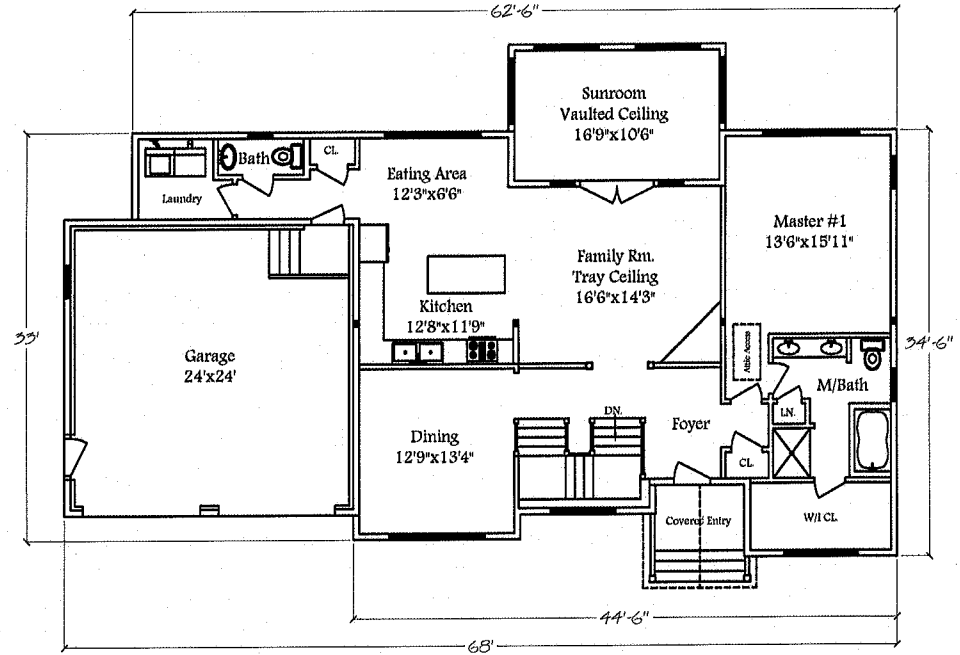 62'-6"
Sunroom
Vaulted Ceiling
16'9"x10'6"
Bath
CL.
Eating Area
12'3"x6'6"
Laundry
Master #1
13'6"x15'11"
Family Rm.
Tray Ceiling
16'6"x14'3"
Kitchen
12'8"x11'9"
33'
34'-6"
Garage
24'x24'
Attic Access
M/Bath
LN.
DN.
Foyer
Dining
12'9"x13'4"
CL.
W/I CL.
Covered Entry
44'-6"
68'